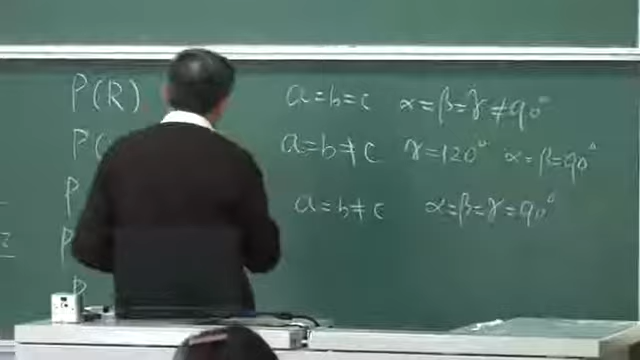 P(R) a=b=c α=β=γ≠90°
P( a=b≠c γ=120° α=β=90°
P a=b≠c α=β=γ=90°
P
P